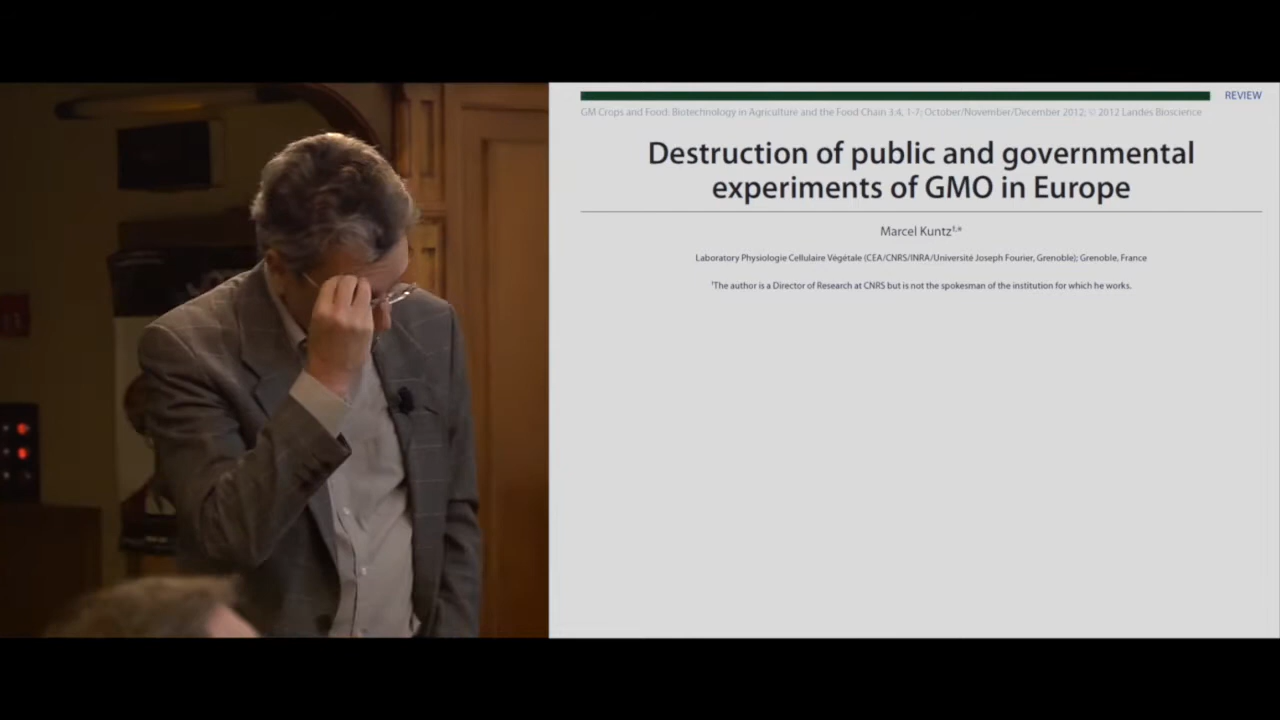 REVIEW
GM Crops and Food: Biotechnology in Agriculture and the Food Chain 3:4, 1-7; October/November/December 2012; © 2012 Landes Bioscience
Destruction of public and governmental
experiments of GMO in Europe
Marcel Kuntz¹,*
Laboratory Physiologie Cellulaire Végétale (CEA/CNRS/INRA/Université Joseph Fourier, Grenoble); Grenoble, France
¹The author is a Director of Research at CNRS but is not the spokesman of the institution for which he works.